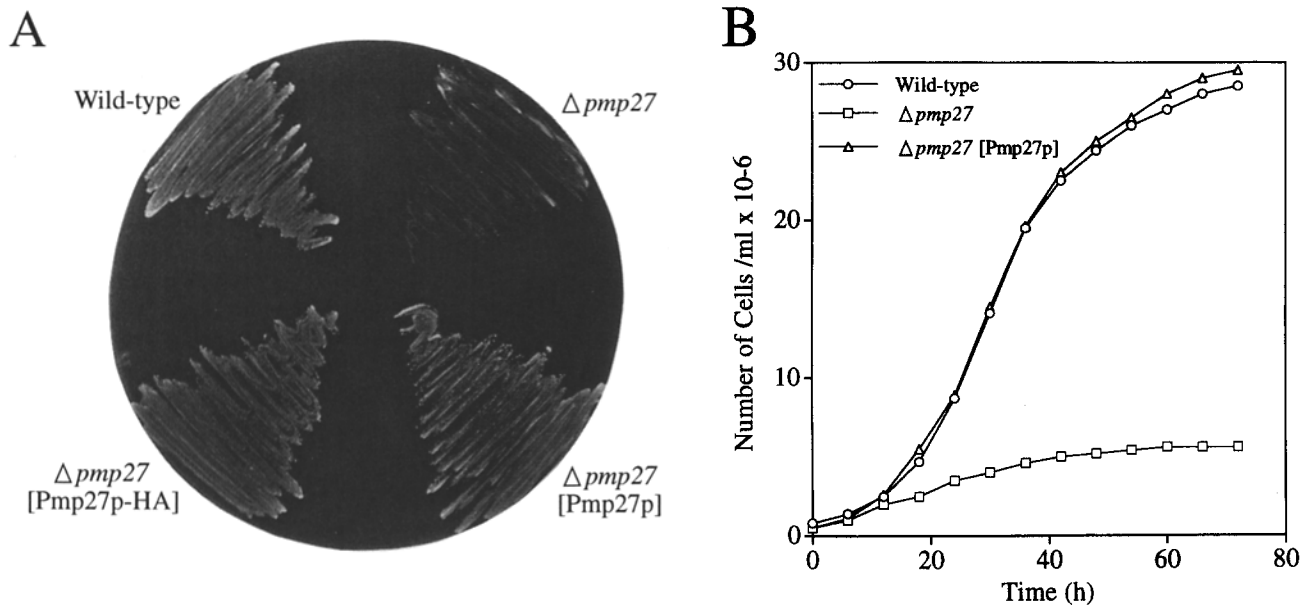 A
Wild-type
Δpmp27
Δpmp27
[Pmp27p-HA]
Δpmp27
[Pmp27p]
B
Number of Cells /ml x 10-6
30
20
10
0
Wild-type
Δpmp27
Δpmp27 [Pmp27p]
0
20
40
60
80
Time (h)